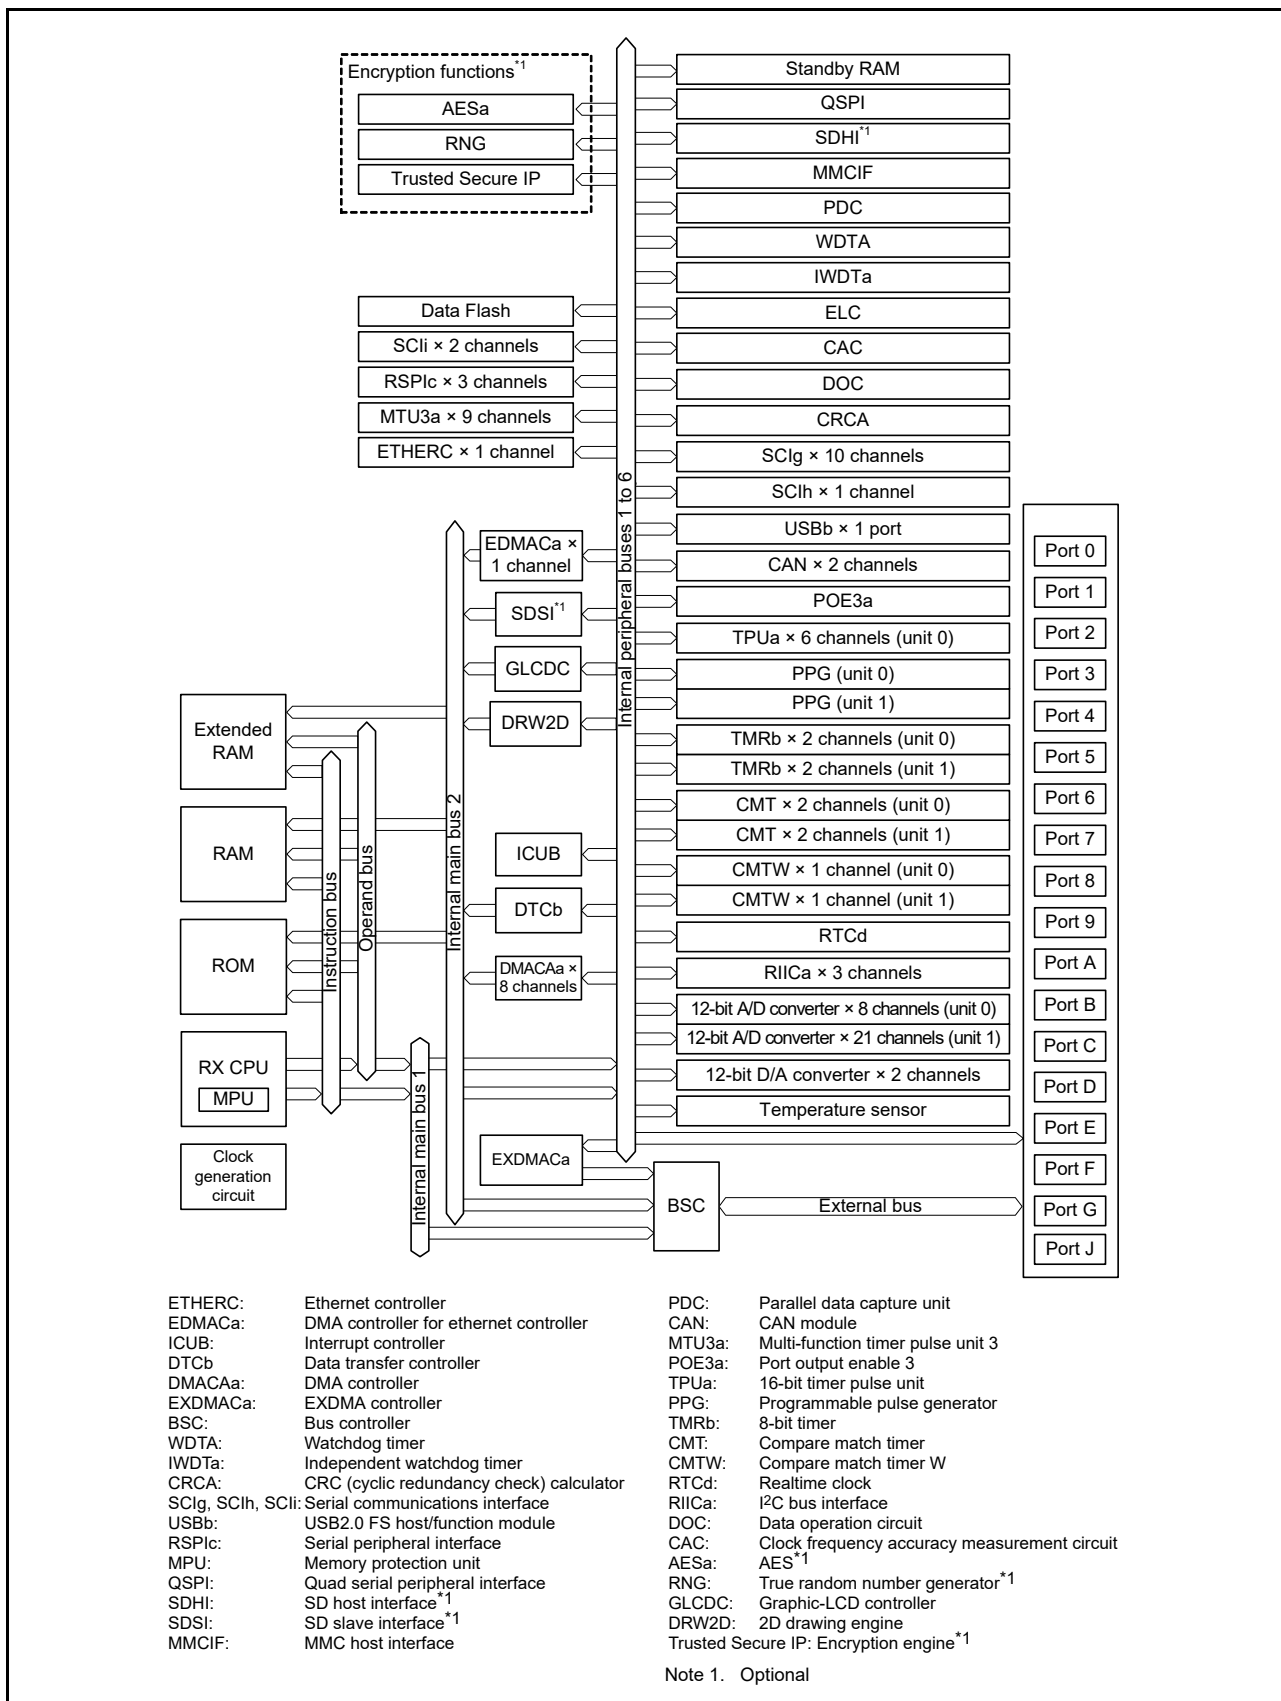 Encryption functions*1
AESa
RNG
Trusted Secure IP
Data Flash
SCIi × 2 channels
RSPIc × 3 channels
MTU3a × 9 channels
ETHERC × 1 channel
Internal peripheral buses 1 to 6
Standby RAM
QSPI
SDHI*1
MMCIF
PDC
WDTA
IWDTa
ELC
CAC
DOC
CRCA
SCIg × 10 channels
SCIh × 1 channel
USBb × 1 port
CAN × 2 channels
POE3a
TPUa × 6 channels (unit 0)
PPG (unit 0)
PPG (unit 1)
TMRb × 2 channels (unit 0)
TMRb × 2 channels (unit 1)
CMT × 2 channels (unit 0)
CMT × 2 channels (unit 1)
CMTW × 1 channel (unit 0)
CMTW × 1 channel (unit 1)
RTCd
RIICa × 3 channels
12-bit A/D converter × 8 channels (unit 0)
12-bit A/D converter × 21 channels (unit 1)
12-bit D/A converter × 2 channels
Temperature sensor
EDMACa ×
1 channel
SDSI*1
GLCDC
DRW2D
ICUB
DTCb
DMACAa ×
8 channels
EXDMACa
BSC
External bus
Internal main bus 2
Internal main bus 1
Operand bus
Instruction bus
Extended
RAM
RAM
ROM
RX CPU
MPU
Clock
generation
circuit
Port 0
Port 1
Port 2
Port 3
Port 4
Port 5
Port 6
Port 7
Port 8
Port 9
Port A
Port B
Port C
Port D
Port E
Port F
Port G
Port J
ETHERC: Ethernet controller
EDMACa: DMA controller for ethernet controller
ICUB: Interrupt controller
DTCb Data transfer controller
DMACAa: DMA controller
EXDMACa: EXDMA controller
BSC: Bus controller
WDTA: Watchdog timer
IWDTa: Independent watchdog timer
CRCA: CRC (cyclic redundancy check) calculator
SCIg, SCIh, SCIi: Serial communications interface
USBb: USB2.0 FS host/function module
RSPIc: Serial peripheral interface
MPU: Memory protection unit
QSPI: Quad serial peripheral interface
SDHI: SD host interface*1
SDSI: SD slave interface*1
MMCIF: MMC host interface
PDC: Parallel data capture unit
CAN: CAN module
MTU3a: Multi-function timer pulse unit 3
POE3a: Port output enable 3
TPUa: 16-bit timer pulse unit
PPG: Programmable pulse generator
TMRb: 8-bit timer
CMT: Compare match timer
CMTW: Compare match timer W
RTCd: Realtime clock
RIICa: I2C bus interface
DOC: Data operation circuit
CAC: Clock frequency accuracy measurement circuit
AESa: AES*1
RNG: True random number generator*1
GLCDC: Graphic-LCD controller
DRW2D: 2D drawing engine
Trusted Secure IP: Encryption engine*1
Note 1. Optional